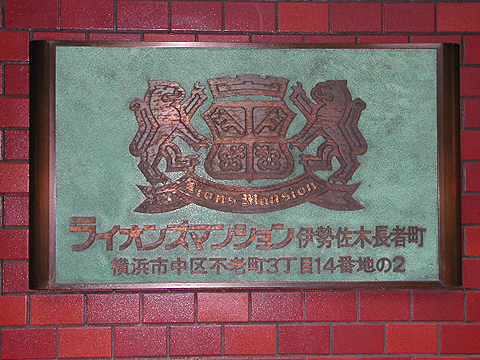 Lions Mansion
ライオンズマンション伊勢佐木長者町
横浜市中区不老町3丁目14番地の2